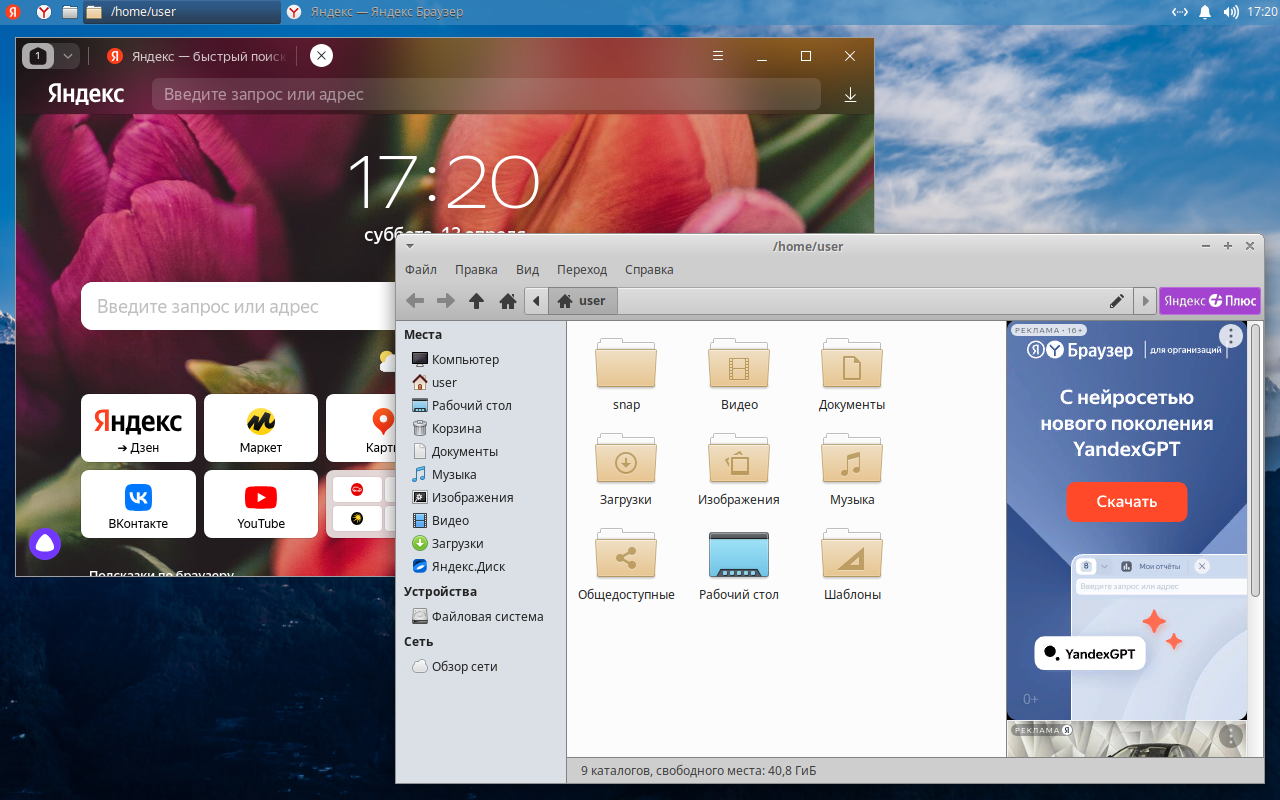 /home/user
Яндекс — Яндекс Браузер
17:20
1
Яндекс — быстрый поиск
Яндекс
Введите запрос или адрес
17:20
суббота, 13 апреля
Введите запрос или адрес
Яндекс
➔ Дзен
Маркет
Карты
ВКонтакте
YouTube
Подсказки по браузеру
/home/user
Файл
Правка
Вид
Переход
Справка
user
Яндекс Плюс
Места
Компьютер
user
Рабочий стол
Корзина
Документы
Музыка
Изображения
Видео
Загрузки
Яндекс.Диск
Устройства
Файловая система
Сеть
Обзор сети
snap
Видео
Документы
Загрузки
Изображения
Музыка
Общедоступные
Рабочий стол
Шаблоны
РЕКЛАМА • 16+
Я Y Браузер | для организаций |
С нейросетью
нового поколения
YandexGPT
Скачать
8
Мои отчёты
Введите запрос или адрес
YandexGPT
0+
РЕКЛАМА Я
9 каталогов, свободного места: 40,8 ГиБ